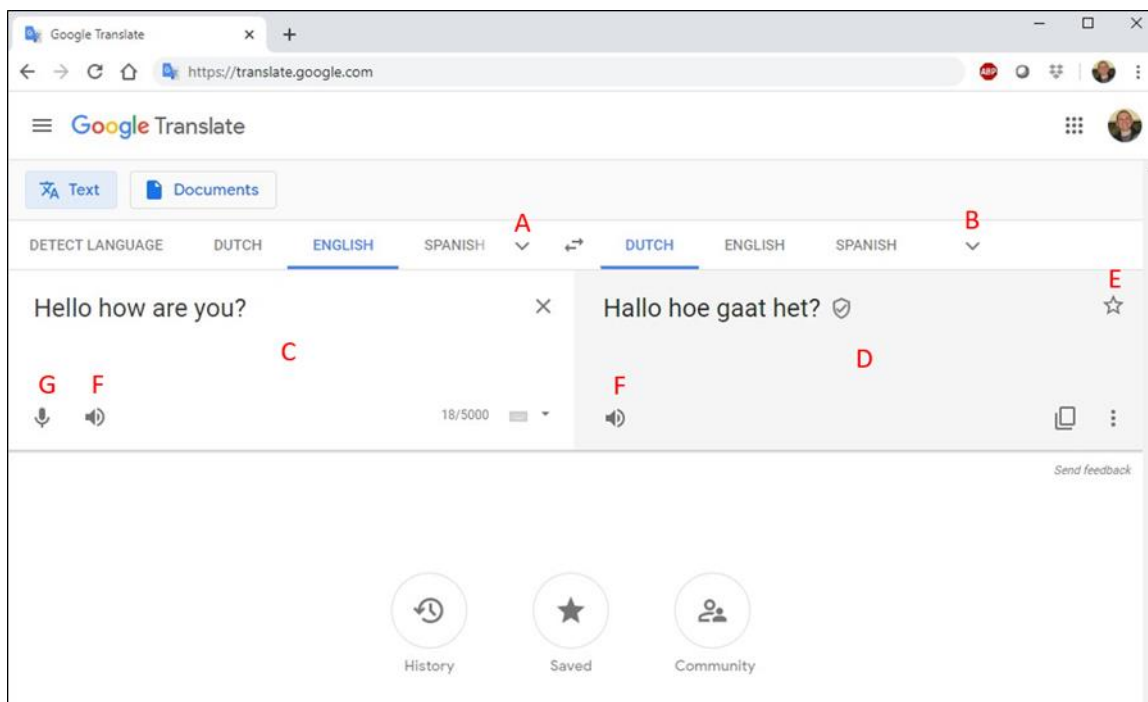 Google Translate
https://translate.google.com
ABP
Google Translate
Text Documents
A B
DETECT LANGUAGE DUTCH ENGLISH SPANISH DUTCH ENGLISH SPANISH
E
Hello how are you? Hallo hoe gaat het?
C D
G F F
18/5000
Send feedback
History Saved Community